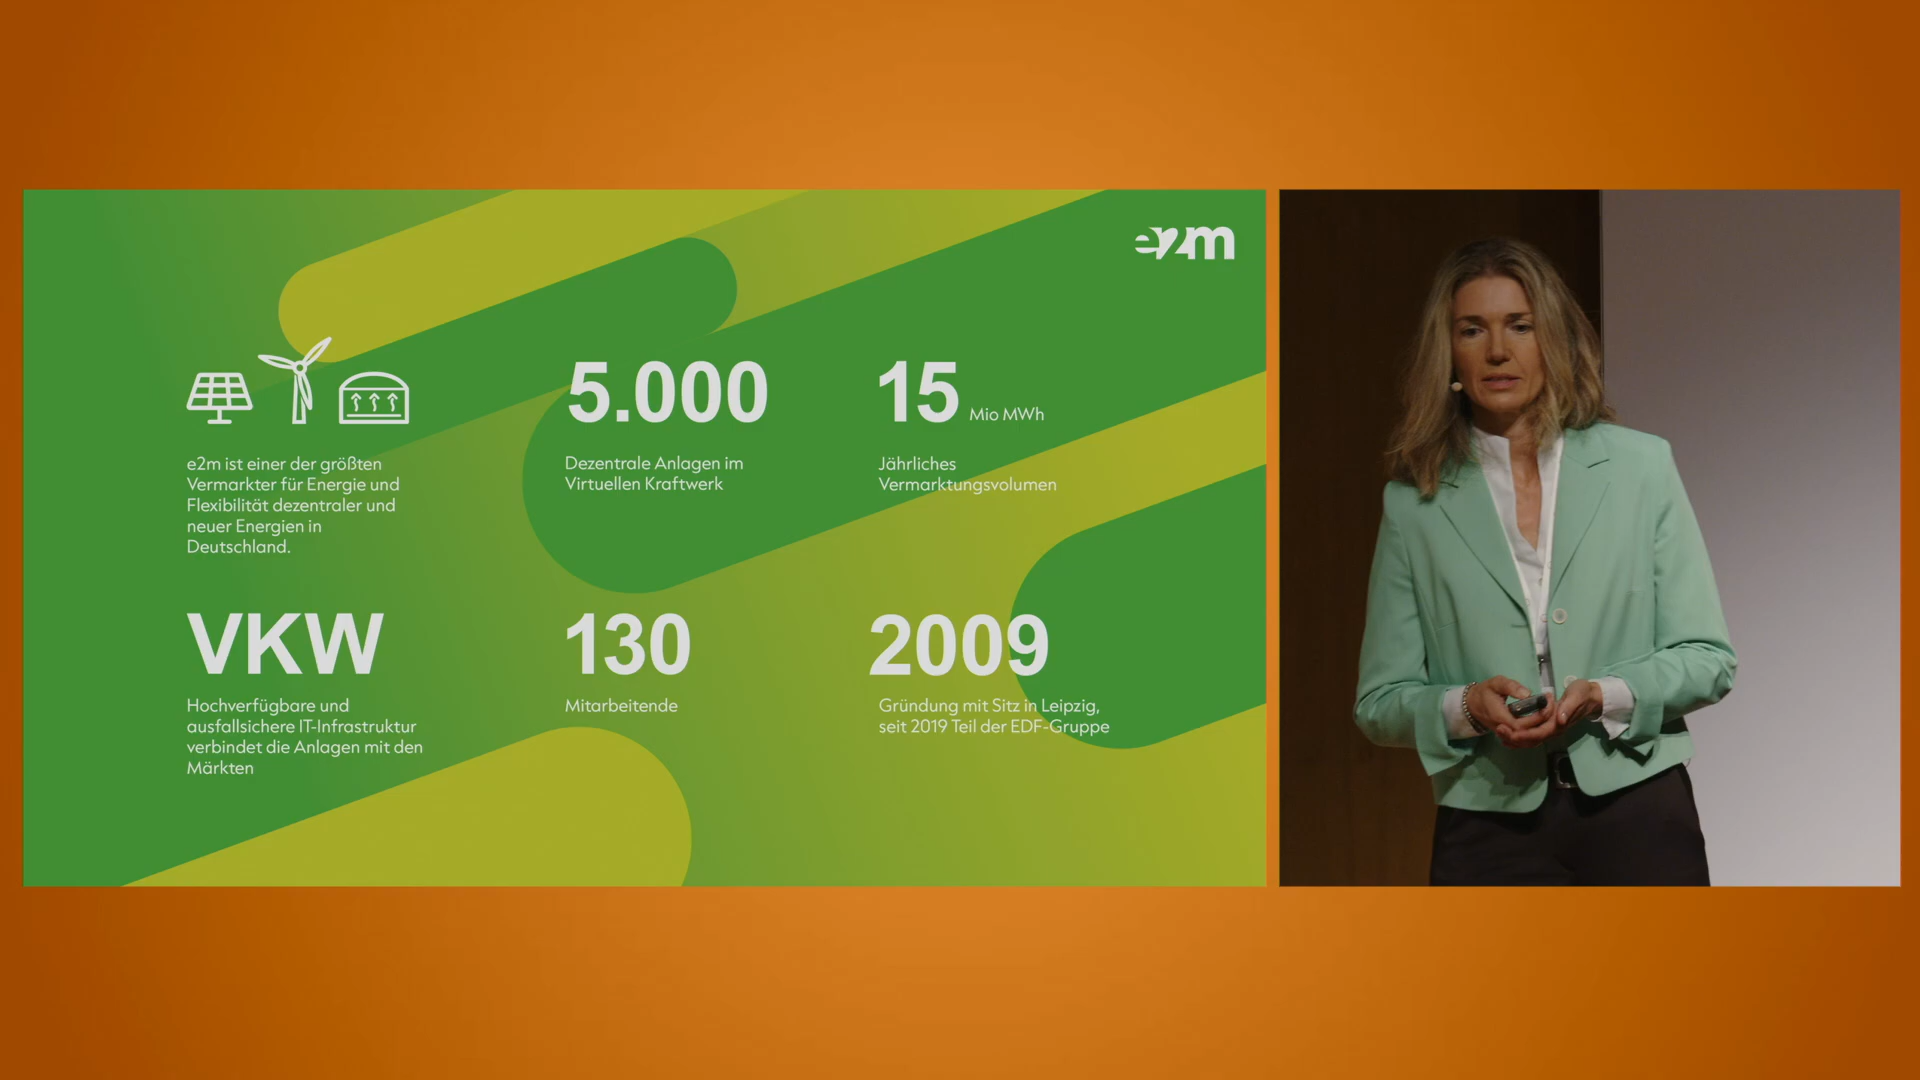 e2m
5.000
15 Mio MWh
e2m ist einer der größten
Vermarkter für Energie und
Flexibilität dezentraler und
neuer Energien in
Deutschland.
Dezentrale Anlagen im
Virtuellen Kraftwerk
Jährliches
Vermarktungsvolumen
VKW
Hochverfügbare und
ausfallsichere IT-Infrastruktur
verbindet die Anlagen mit den
Märkten
130
Mitarbeitende
2009
Gründung mit Sitz in Leipzig,
seit 2019 Teil der EDF-Gruppe